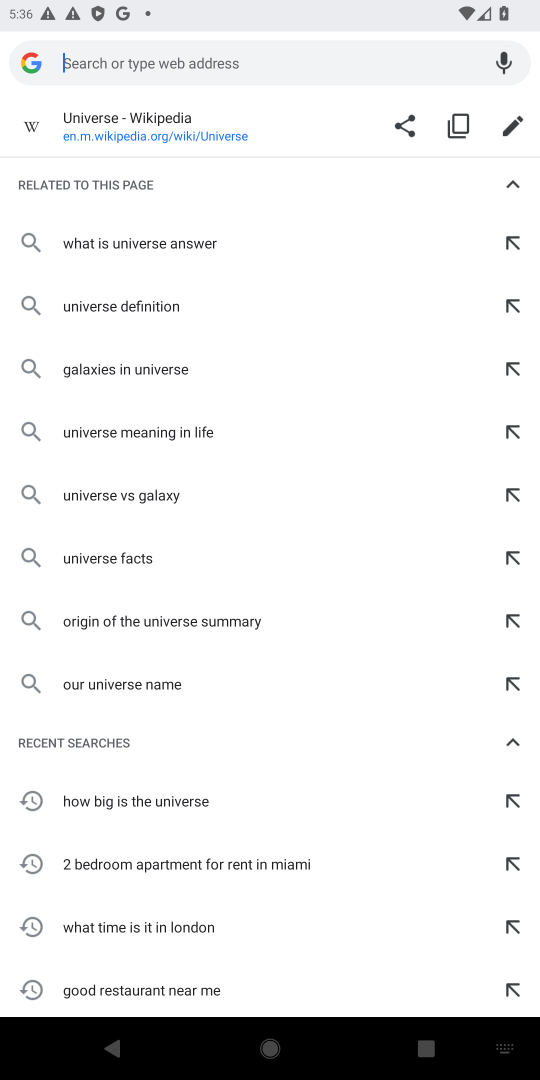 5:36
Search or type web address
W
Universe - Wikipedia
en.m.wikipedia.org/wiki/Universe
RELATED TO THIS PAGE
what is universe answer
universe definition
galaxies in universe
universe meaning in life
universe vs galaxy
universe facts
origin of the universe summary
our universe name
RECENT SEARCHES
how big is the universe
2 bedroom apartment for rent in miami
what time is it in london
good restaurant near me